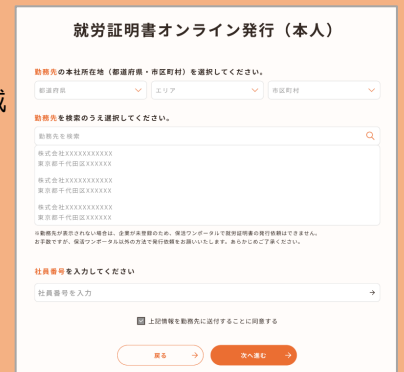 就労証明書オンライン発行（本人）
勤務先の本社所在地（都道府県・市区町村）を選択してください。
都道府県 エリア 市区町村
勤務先を検索のうえ選択してください。
勤務先を検索
株式会社XXXXXXXXXX
東京都千代田区XXXXXX
株式会社XXXXXXXXXX
東京都千代田区XXXXXX
株式会社XXXXXXXXXX
東京都千代田区XXXXXX
※勤務先が表示されない場合は、企業が未登録のため、保活ワンポータルで就労証明書の発行依頼はできません。
お手数ですが、保活ワンポータル以外の方法で発行依頼をお願いいたします。あらかじめご了承ください。
社員番号を入力してください
社員番号を入力
上記情報を勤務先に送付することに同意する
戻る 次へ進む